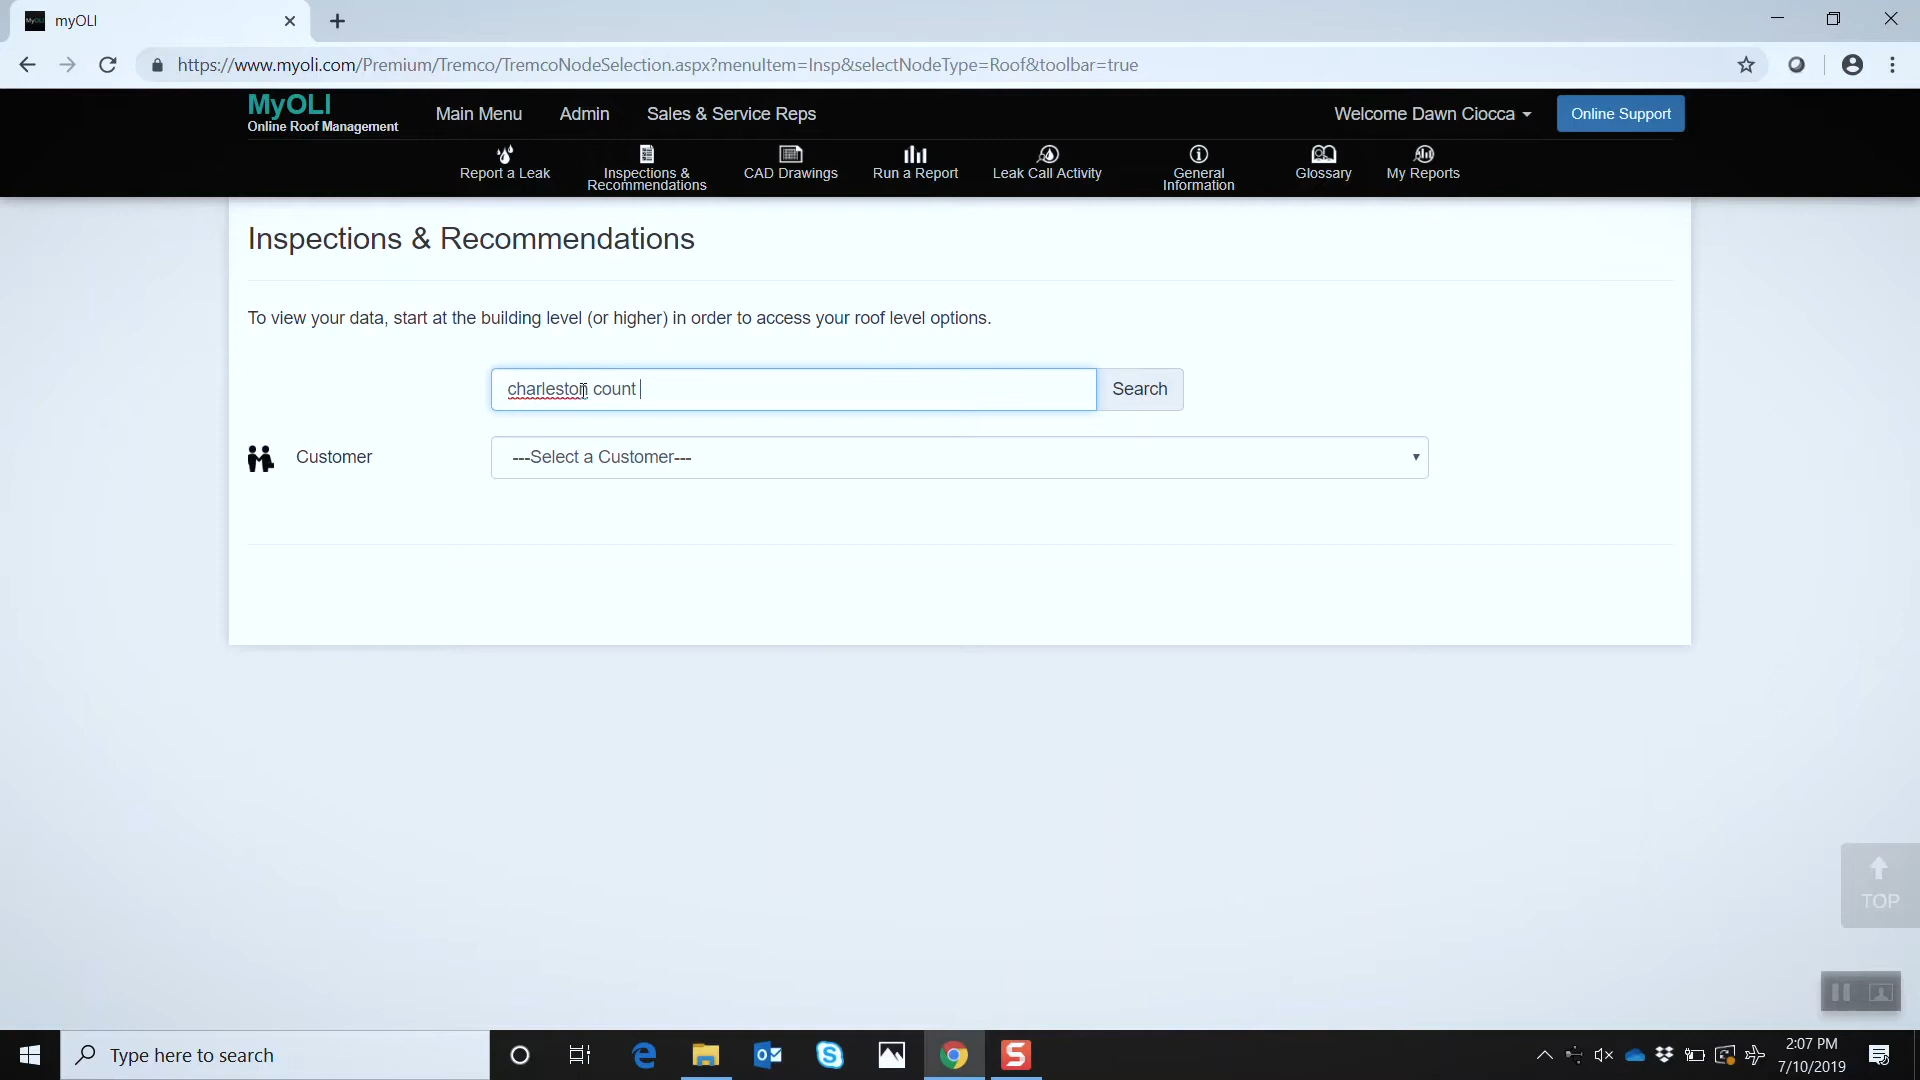 myOLI
https://www.myoli.com/Premium/Tremco/TremcoNodeSelection.aspx?menuItem=Insp&selectNodeType=Roof&toolbar=true
MyOLI
Online Roof Management
Main Menu
Admin
Sales & Service Reps
Welcome Dawn Ciocca
Online Support
Report a Leak
Inspections &
Recommendations
CAD Drawings
Run a Report
Leak Call Activity
General
Information
Glossary
My Reports
Inspections & Recommendations
To view your data, start at the building level (or higher) in order to access your roof level options.
charleston count
Search
Customer
---Select a Customer---
TOP
Type here to search
2:07 PM
7/10/2019